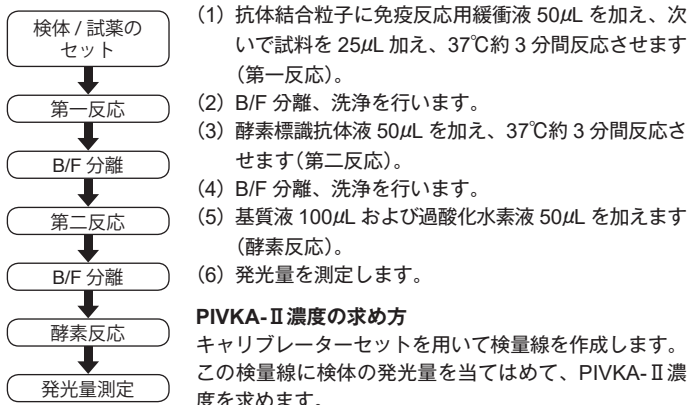 検体 / 試薬の
セット
第一反応
B/F 分離
第二反応
B/F 分離
酵素反応
発光量測定
(1) 抗体結合粒子に免疫反応用緩衝液 50μL を加え、次
いで試料を 25μL 加え、37℃約 3 分間反応させます
(第一反応)。
(2) B/F 分離、洗浄を行います。
(3) 酵素標識抗体液 50μL を加え、37℃約 3 分間反応さ
せます(第二反応)。
(4) B/F 分離、洗浄を行います。
(5) 基質液 100μL および過酸化水素液 50μL を加えます
(酵素反応)。
(6) 発光量を測定します。
PIVKA-Ⅱ濃度の求め方
キャリブレーターセットを用いて検量線を作成します。
この検量線に検体の発光量を当てはめて、PIVKA-Ⅱ濃
度を求めます。